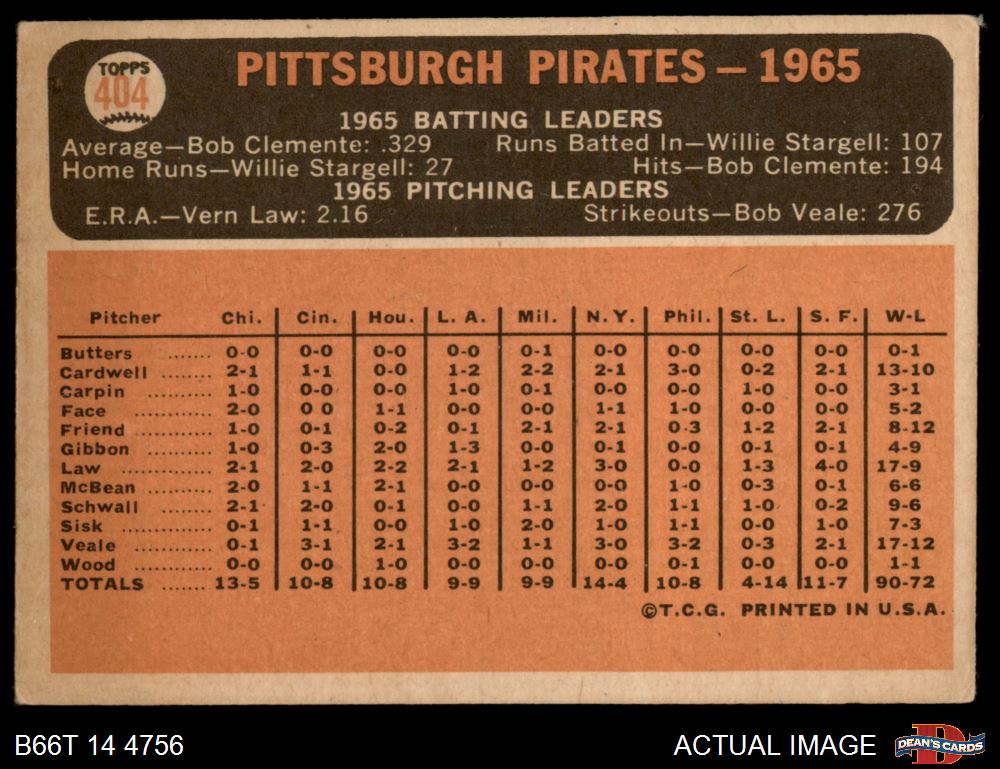 TOPPS
404
PITTSBURGH PIRATES — 1965
1965 BATTING LEADERS
Average—Bob Clemente: .329 Runs Batted In—Willie Stargell: 107
Home Runs—Willie Stargell: 27 Hits—Bob Clemente: 194
1965 PITCHING LEADERS
E.R.A.—Vern Law: 2.16 Strikeouts—Bob Veale: 276
Pitcher Chi. Cin. Hou. L. A. Mil. N. Y. Phil. St. L. S. F. W-L
Butters ....... 0-0 0-0 0-0 0-0 0-1 0-0 0-0 0-0 0-0 0-1
Cardwell ........ 2-1 1-1 0-0 1-2 2-2 2-1 3-0 0-2 2-1 13-10
Carpin .......... 1-0 0-0 0-0 1-0 0-1 0-0 0-0 1-0 0-0 3-1
Face ............ 2-0 0 0 1-1 0-0 0-0 1-1 1-0 0-0 0-0 5-2
Friend .......... 1-0 0-1 0-2 0-1 2-1 2-1 0-3 1-2 2-1 8-12
Gibbon ......... 1-0 0-3 2-0 1-3 0-0 0-1 0-0 0-1 0-1 4-9
Law ............. 2-1 2-0 2-2 2-1 1-2 3-0 0-0 1-3 4-0 17-9
McBean ........ 2-0 1-1 2-1 0-0 0-0 0-0 1-0 0-3 0-1 6-6
Schwall ......... 2-1 2-0 0-1 0-0 1-1 2-0 1-1 1-0 0-2 9-6
Sisk ............. 0-1 1-1 0-0 1-0 2-0 1-0 1-1 0-0 1-0 7-3
Veale ........... 0-1 3-1 2-1 3-2 1-1 3-0 3-2 0-3 2-1 17-12
Wood ........... 0-0 0-0 1-0 0-0 0-0 0-0 0-1 0-0 0-0 1-1
TOTALS ....... 13-5 10-8 10-8 9-9 9-9 14-4 10-8 4-14 11-7 90-72
©T.C.G. PRINTED IN U.S.A.
B66T 14 4756 ACTUAL IMAGE D DEAN'S CARDS